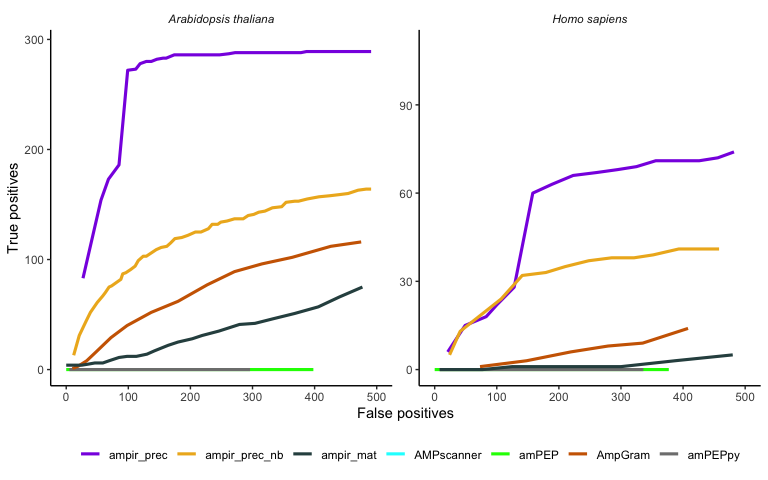 Arabidopsis thaliana
Homo sapiens
True positives
300
200
100
0
90
60
30
0
0 100 200 300 400 500
0 100 200 300 400 500
False positives
ampir_prec ampir_prec_nb ampir_mat AMPscanner amPEP AmpGram amPEPpy